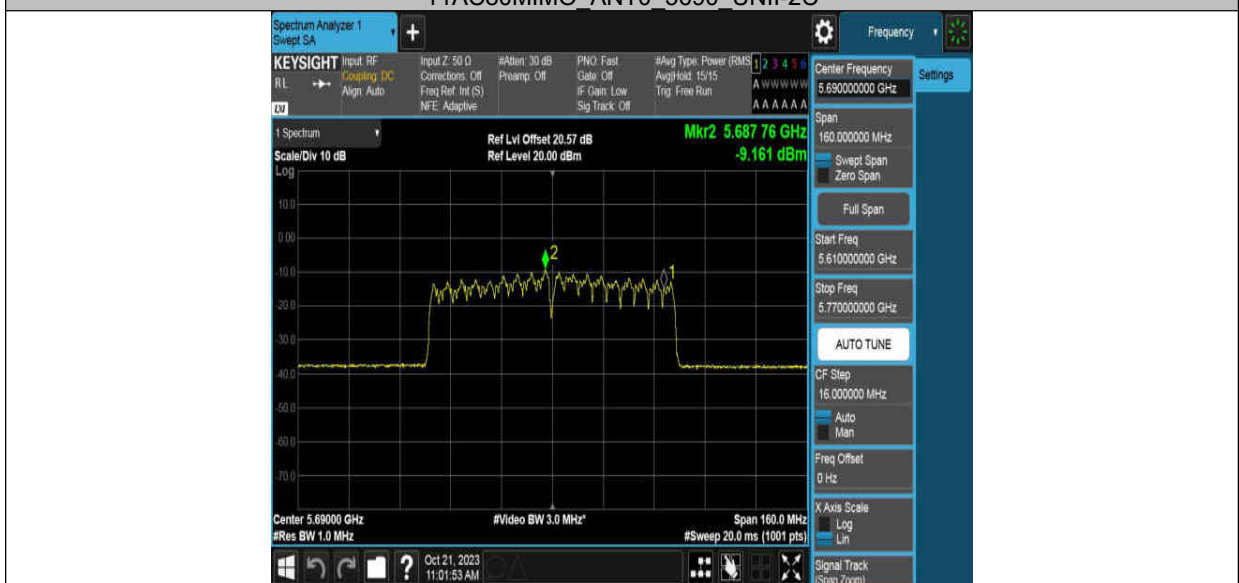 11AC80MIMO_ANT0_5690_UNII-2C
Spectrum Analyzer 1
Swept SA
+
Frequency
KEYSIGHT
RL
LXI
Input: RF
Coupling: DC
Align: Auto
Input Z: 50 Ω
Corrections: Off
Freq Ref: Int (S)
NFE: Adaptive
#Atten: 30 dB
Preamp: Off
PNO: Fast
Gate: Off
IF Gain: Low
Sig Track: Off
#Avg Type: Power (RMS
Avg|Hold: 15/15
Trig: Free Run
1 2 3 4 5 6
A W W W W W
A A A A A A
1 Spectrum
Scale/Div 10 dB
Log
Ref Lvl Offset 20.57 dB
Ref Level 20.00 dBm
Mkr2 5.687 76 GHz
-9.161 dBm
10.0
0.00
-10.0
-20.0
-30.0
-40.0
-50.0
-60.0
-70.0
2
1
Center 5.69000 GHz
#Res BW 1.0 MHz
#Video BW 3.0 MHz*
Span 160.0 MHz
#Sweep 20.0 ms (1001 pts)
?
Oct 21, 2023
11:01:53 AM
Center Frequency
5.690000000 GHz
Settings
Span
160.000000 MHz
Swept Span
Zero Span
Full Span
Start Freq
5.610000000 GHz
Stop Freq
5.770000000 GHz
AUTO TUNE
CF Step
16.000000 MHz
Auto
Man
Freq Offset
0 Hz
X Axis Scale
Log
Lin
Signal Track
(Span Zoom)